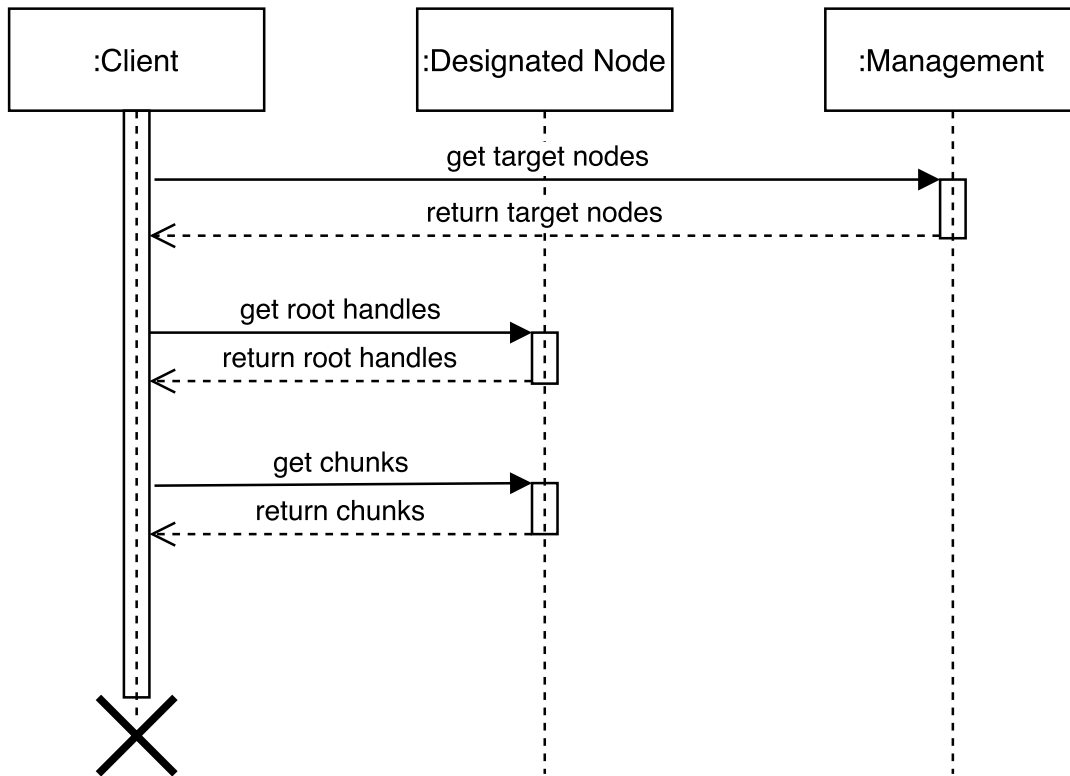 :Client
:Designated Node
:Management
get target nodes
return target nodes
get root handles
return root handles
get chunks
return chunks